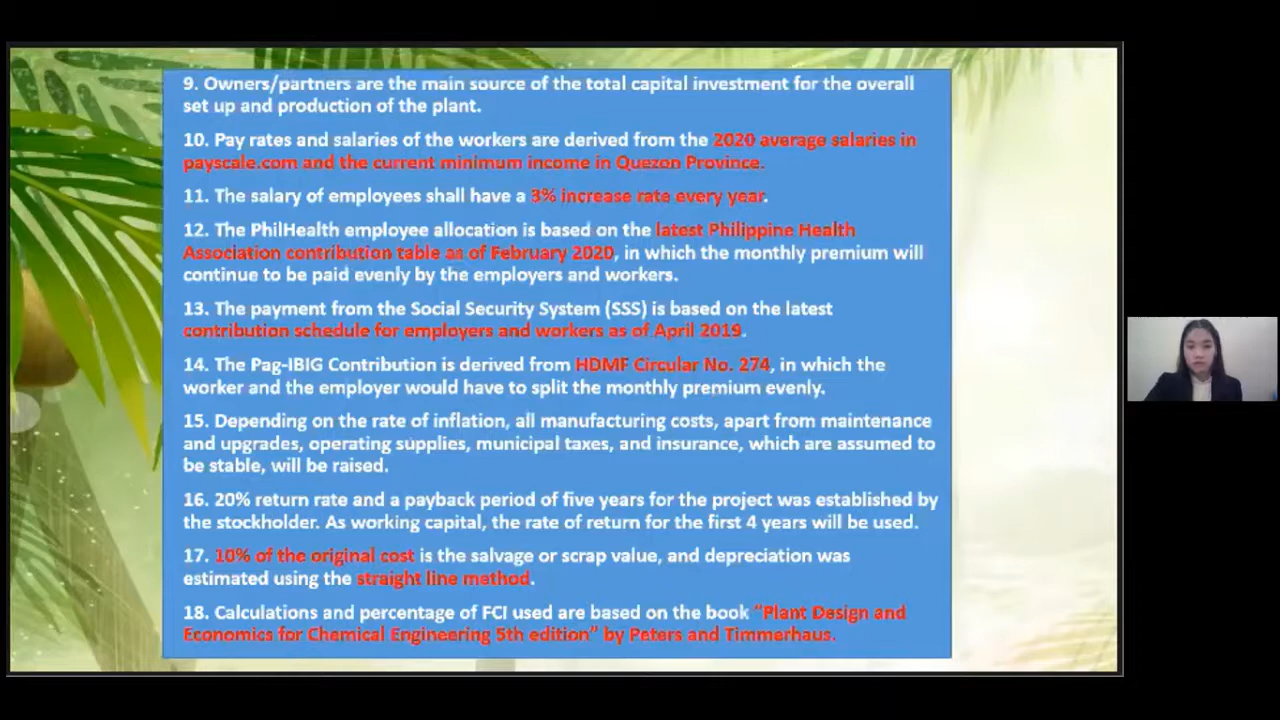 9. Owners/partners are the main source of the total capital investment for the overall
set up and production of the plant.
10. Pay rates and salaries of the workers are derived from the 2020 average salaries in
payscale.com and the current minimum income in Quezon Province.
11. The salary of employees shall have a 3% increase rate every year.
12. The PhilHealth employee allocation is based on the latest Philippine Health
Association contribution table as of February 2020, in which the monthly premium will
continue to be paid evenly by the employers and workers.
13. The payment from the Social Security System (SSS) is based on the latest
contribution schedule for employers and workers as of April 2019.
14. The Pag-IBIG Contribution is derived from HDMF Circular No. 274, in which the
worker and the employer would have to split the monthly premium evenly.
15. Depending on the rate of inflation, all manufacturing costs, apart from maintenance
and upgrades, operating supplies, municipal taxes, and insurance, which are assumed to
be stable, will be raised.
16. 20% return rate and a payback period of five years for the project was established by
the stockholder. As working capital, the rate of return for the first 4 years will be used.
17. 10% of the original cost is the salvage or scrap value, and depreciation was
estimated using the straight line method.
18. Calculations and percentage of FCI used are based on the book “Plant Design and
Economics for Chemical Engineering 5th edition” by Peters and Timmerhaus.